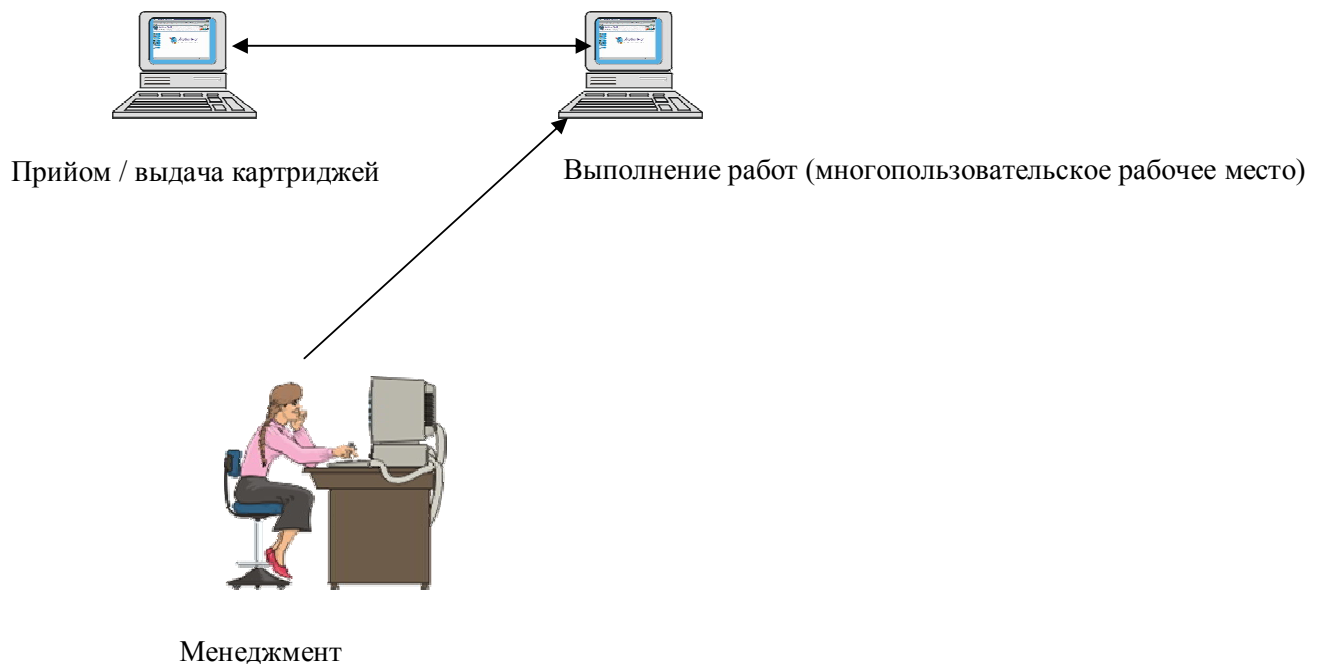 Прийом / выдача картриджей
Выполнение работ (многопользовательское рабочее место)
Менеджмент